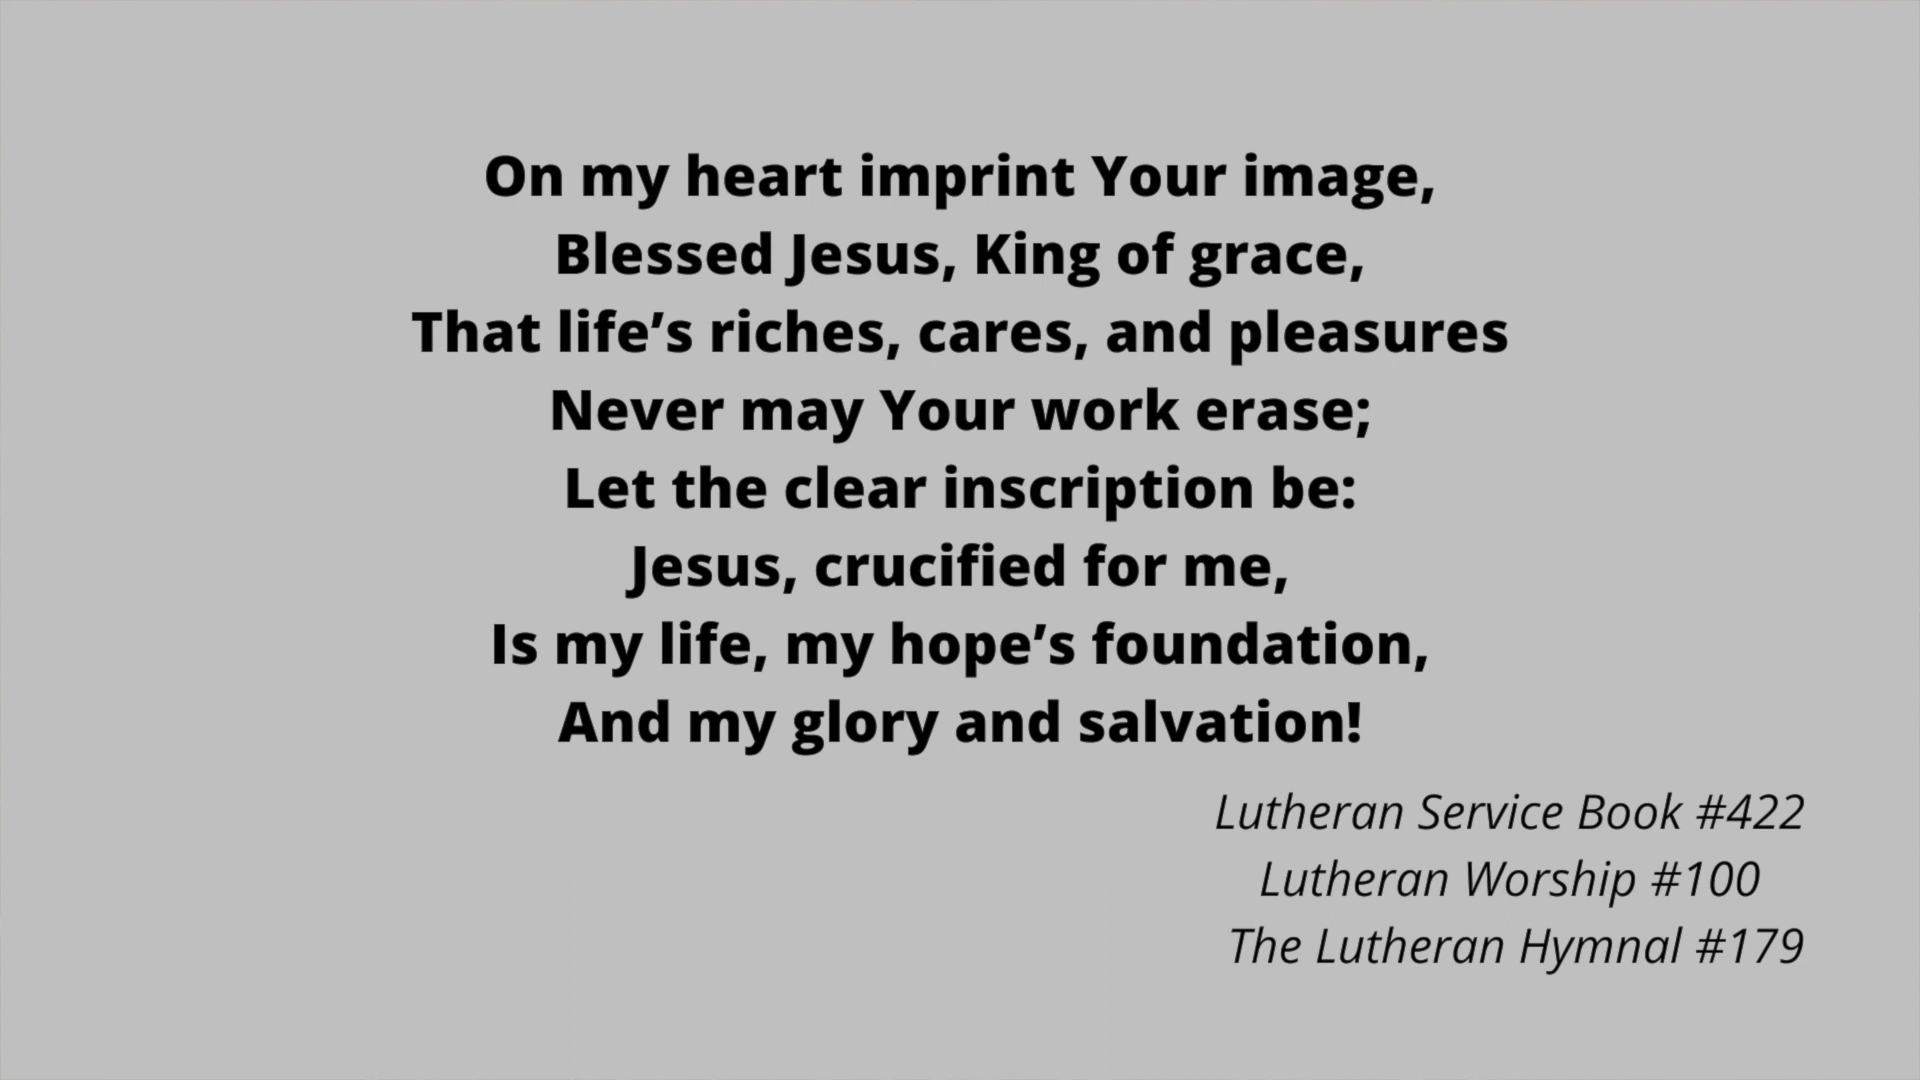 On my heart imprint Your image,
Blessed Jesus, King of grace,
That life’s riches, cares, and pleasures
Never may Your work erase;
Let the clear inscription be:
Jesus, crucified for me,
Is my life, my hope’s foundation,
And my glory and salvation!
Lutheran Service Book #422
Lutheran Worship #100
The Lutheran Hymnal #179